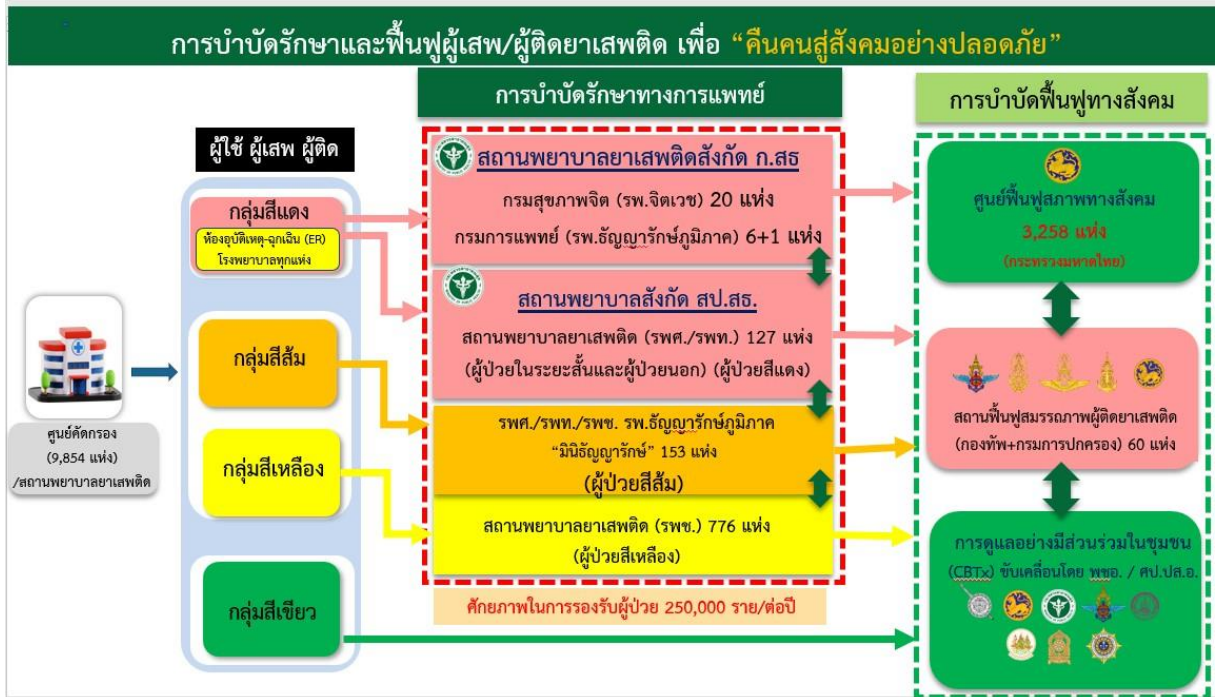 การบำบัดรักษาและฟื้นฟูผู้เสพ/ผู้ติดยาเสพติด เพื่อ “คืนคนสู่สังคมอย่างปลอดภัย”
การบำบัดรักษาทางการแพทย์
การบำบัดฟื้นฟูทางสังคม
ผู้ใช้ ผู้เสพ ผู้ติด
ศูนย์คัดกรอง
(9,854 แห่ง)
/สถานพยาบาลยาเสพติด
กลุ่มสีแดง
ห้องอุบัติเหตุ-ฉุกเฉิน (ER)
โรงพยาบาลทุกแห่ง
กลุ่มสีส้ม
กลุ่มสีเหลือง
กลุ่มสีเขียว
สถานพยาบาลยาเสพติดสังกัด ก.สธ
กรมสุขภาพจิต (รพ.จิตเวช) 20 แห่ง
กรมการแพทย์ (รพ.ธัญญารักษ์ภูมิภาค) 6+1 แห่ง
สถานพยาบาลสังกัด สป.สธ.
สถานพยาบาลยาเสพติด (รพศ./รพท.) 127 แห่ง
(ผู้ป่วยในระยะสั้นและผู้ป่วยนอก) (ผู้ป่วยสีแดง)
รพศ./รพท./รพช. รพ.ธัญญารักษ์ภูมิภาค
“มินิธัญญารักษ์” 153 แห่ง
(ผู้ป่วยสีส้ม)
สถานพยาบาลยาเสพติด (รพช.) 776 แห่ง
(ผู้ป่วยสีเหลือง)
ศักยภาพในการรองรับผู้ป่วย 250,000 ราย/ต่อปี
ศูนย์ฟื้นฟูสภาพทางสังคม
3,258 แห่ง
(กระทรวงมหาดไทย)
สถานฟื้นฟูสมรรถภาพผู้ติดยาเสพติด
(กองทัพ+กรมการปกครอง) 60 แห่ง
การดูแลอย่างมีส่วนร่วมในชุมชน
(CBTx) ขับเคลื่อนโดย พชอ. / ศป.ปส.อ.